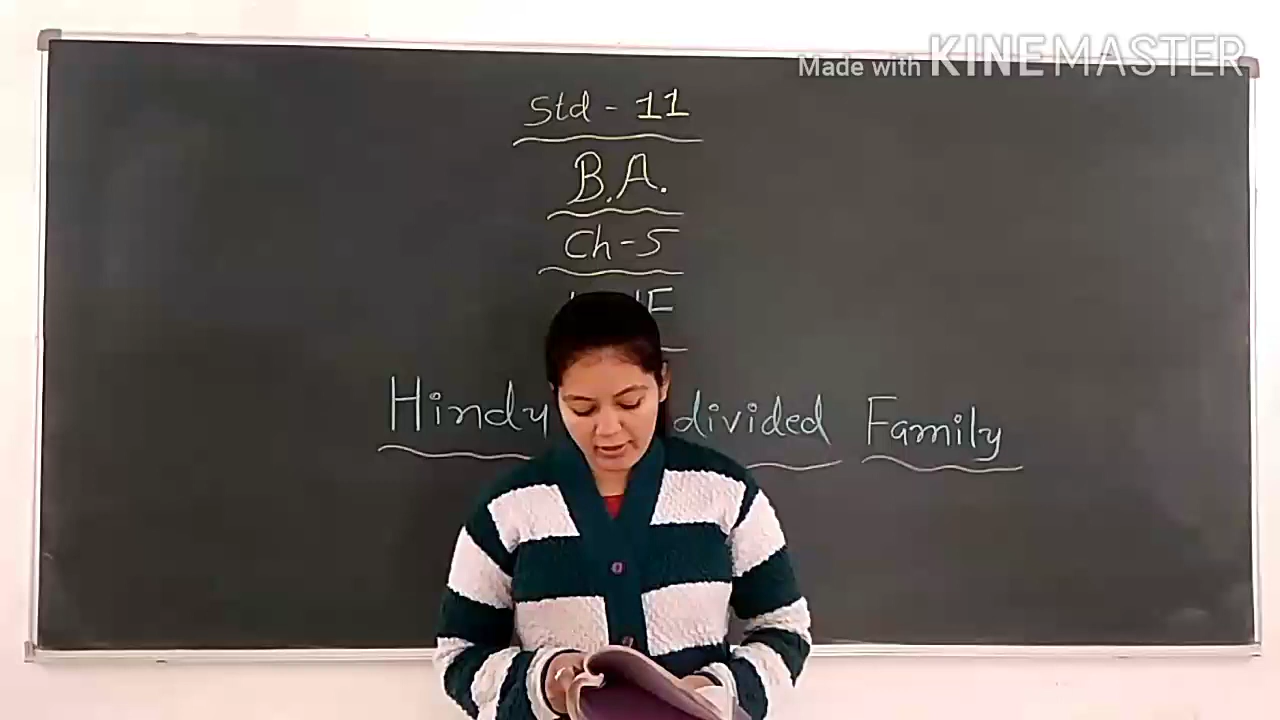 Made with KINEMASTER
Std - 11
B.A.
Ch-5
Hindu divided Family